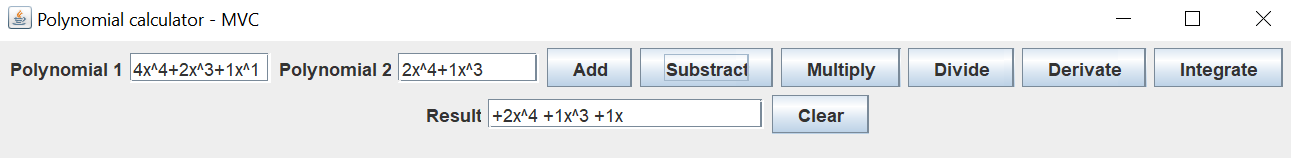 Polynomial calculator - MVC
Polynomial 1 4x^4+2x^3+1x^1 Polynomial 2 2x^4+1x^3 Add Substract Multiply Divide Derivate Integrate
Result +2x^4 +1x^3 +1x Clear